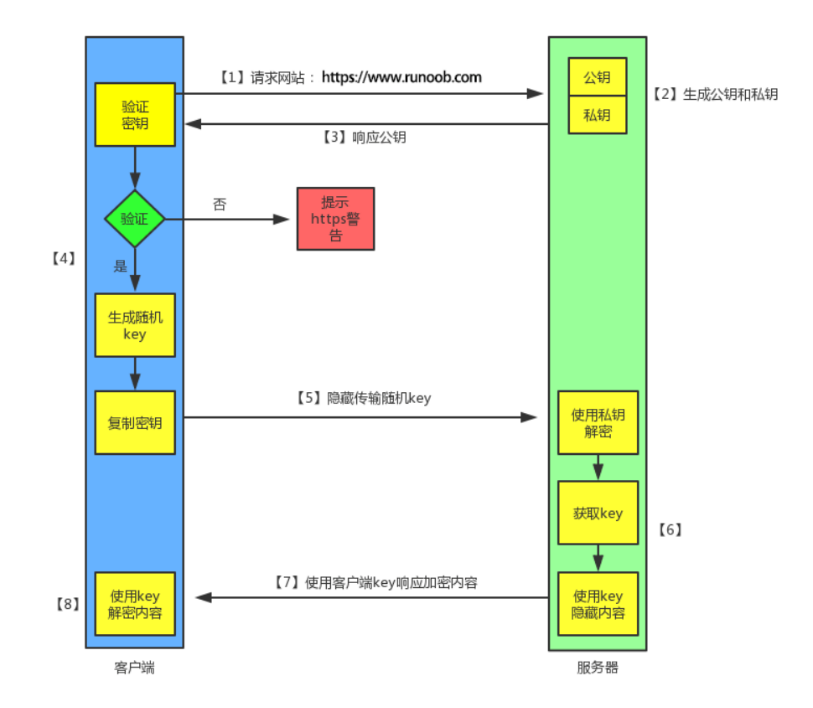 【1】请求网站： https://www.runoob.com
公钥
【2】生成公钥和私钥
验证
密钥
私钥
【3】响应公钥
验证
否
提示
https警
告
【4】
是
生成随机
key
【5】隐藏传输随机key
复制密钥
使用私钥
解密
获取key
【6】
【7】使用客户端key响应加密内容
【8】
使用key
解密内容
使用key
隐藏内容
客户端
服务器